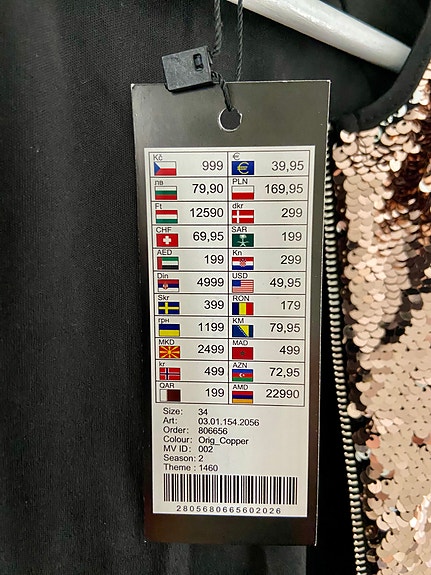 Kč 999 € 39,95
лв 79,90 PLN 169,95
Ft 12590 dkr 299
CHF 69,95 SAR 199
AED 199 Kn 299
Din 4999 USD 49,95
Skr 399 RON 179
грн 1199 KM 79,95
MKD 2499 MAD 499
kr 499 AZN 72,95
QAR 199 AMD 22990
Size: 34
Art: 03.01.154.2056
Order: 806656
Colour: Orig_Copper
MV ID: 002
Season: 2
Theme : 1460
2805680665602026